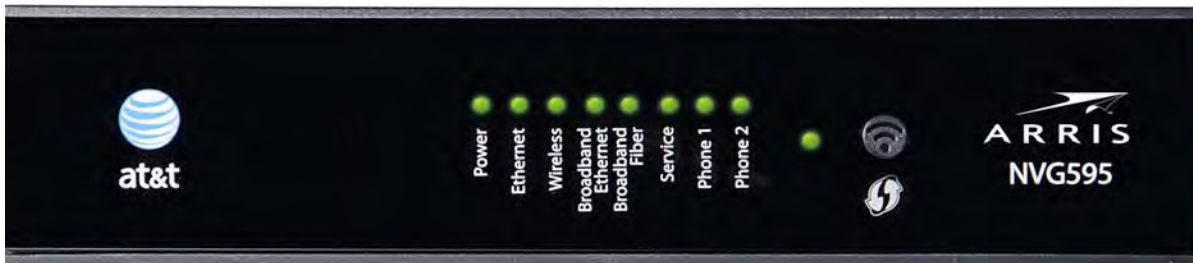 at&t
Power
Ethernet
Wireless
Broadband
Ethernet
Broadband
Fiber
Service
Phone 1
Phone 2
ARRIS
NVG595